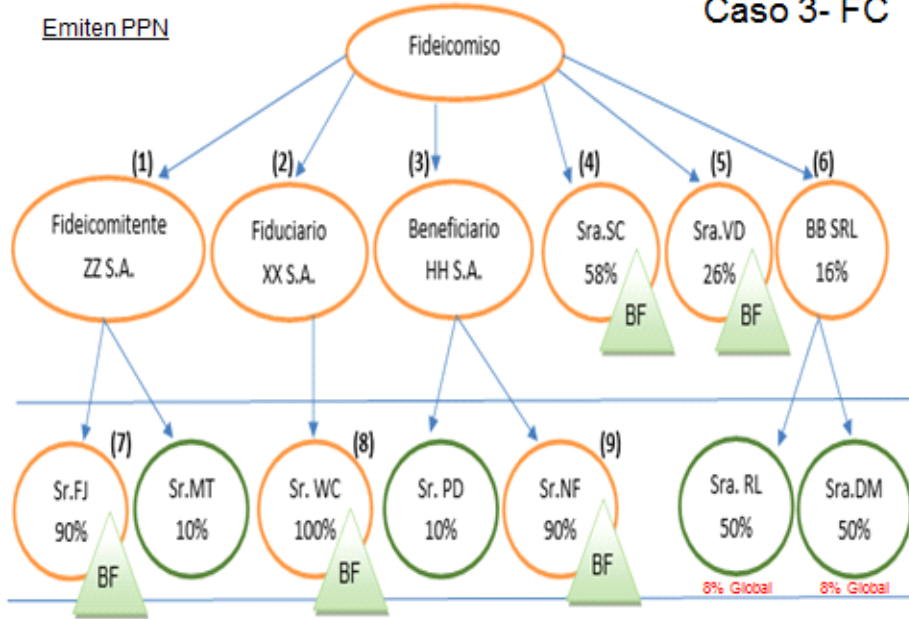 Emiten PPN
Caso 3- FC
Fideicomiso
(1)
(2)
(3)
(4)
(5)
(6)
Fideicomitente
ZZ S.A.
Fiduciario
XX S.A.
Beneficiario
HH S.A.
Sra.SC
58%
BF
Sra.VD
26%
BF
BB SRL
16%
(7)
(8)
(9)
Sr.FJ
90%
BF
Sr.MT
10%
Sr. WC
100%
BF
Sr. PD
10%
Sr.NF
90%
BF
Sra. RL
50%
8% Global
Sra.DM
50%
8% Global